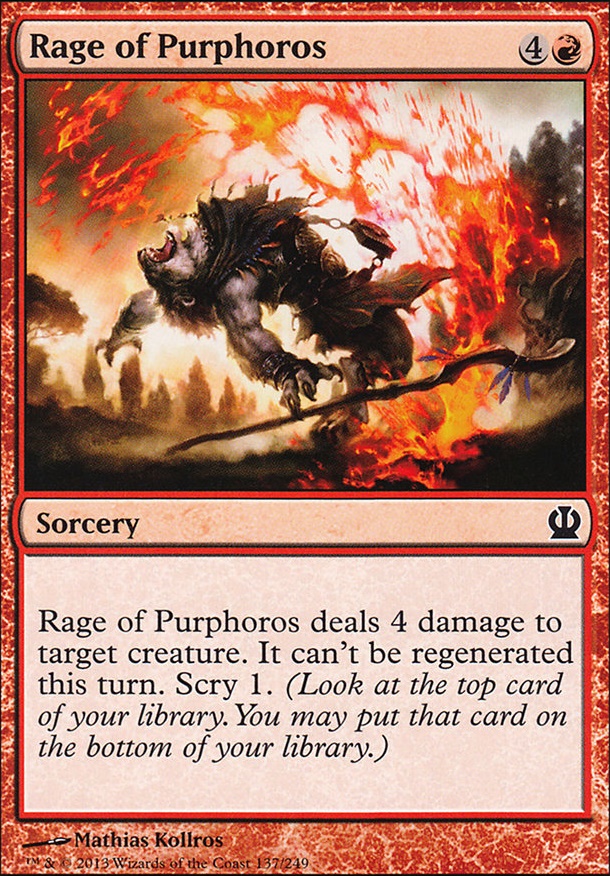 Rage of Purphoros 4
Sorcery
Rage of Purphoros deals 4 damage to
target creature. It can't be regenerated
this turn. Scry 1. (Look at the top card
of your library. You may put that card on
the bottom of your library.)
Mathias Kollros
™ & © 2013 Wizards of the Coast 137/249